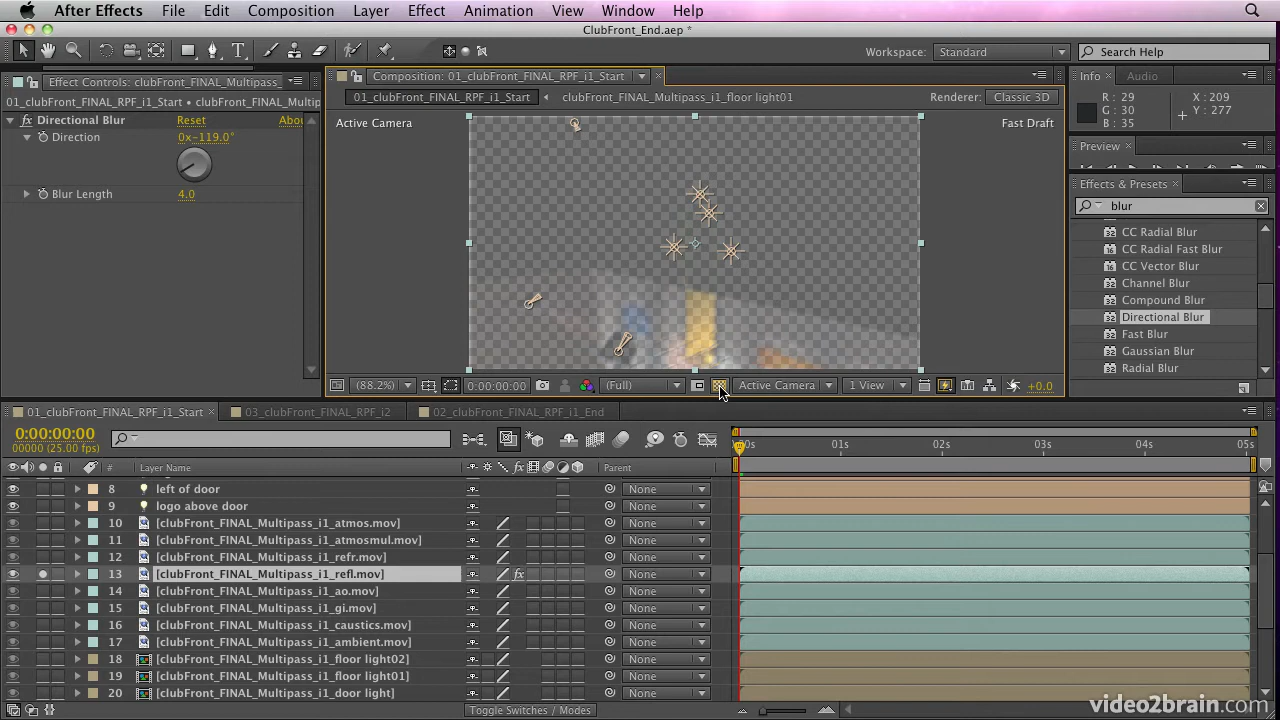 After Effects File Edit Composition Layer Effect Animation View Window Help
ClubFront_End.aep *
Workspace: Standard Search Help
Effect Controls: clubFront_FINAL_Multipass_
Composition: 01_clubFront_FINAL_RPF_i1_Start
Info Audio
01_clubFront_FINAL_RPF_i1_Start • clubFront_FINAL_Multipas
01_clubFront_FINAL_RPF_i1_Start clubFront_FINAL_Multipass_i1_floor light01 Renderer: Classic 3D
R : 29
G : 30
B : 35
X : 209
Y : 277
Directional Blur Reset Abou
Direction 0x-119.0°
Blur Length 4.0
Active Camera Fast Draft
Preview
Effects & Presets
blur
CC Radial Blur
CC Radial Fast Blur
CC Vector Blur
Channel Blur
Compound Blur
Directional Blur
Fast Blur
Gaussian Blur
Radial Blur
(88.2%) 0:00:00:00 (Full) Active Camera 1 View +0.0
01_clubFront_FINAL_RPF_i1_Start 03_clubFront_FINAL_RPF_i2 02_clubFront_FINAL_RPF_i1_End
0:00:00:00
00000 (25.00 fps)
00s 01s 02s 03s 04s 05s
# Layer Name fx Parent
8 left of door None
9 logo above door None
10 [clubFront_FINAL_Multipass_i1_atmos.mov] None
11 [clubFront_FINAL_Multipass_i1_atmosmul.mov] None
12 [clubFront_FINAL_Multipass_i1_refr.mov] None
13 [clubFront_FINAL_Multipass_i1_refl.mov] fx None
14 [clubFront_FINAL_Multipass_i1_ao.mov] None
15 [clubFront_FINAL_Multipass_i1_gi.mov] None
16 [clubFront_FINAL_Multipass_i1_caustics.mov] None
17 [clubFront_FINAL_Multipass_i1_ambient.mov] None
18 [clubFront_FINAL_Multipass_i1_floor light02] None
19 [clubFront_FINAL_Multipass_i1_floor light01] None
20 [clubFront_FINAL_Multipass_i1_door light] None
Toggle Switches / Modes
video2brain.com